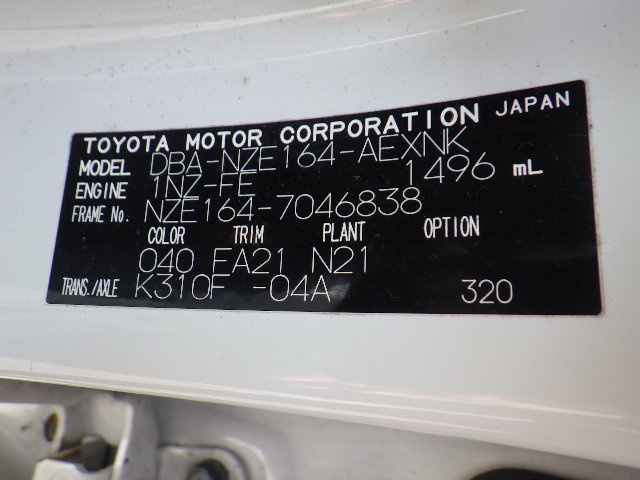 TOYOTA MOTOR CORPORATION JAPAN
MODEL DBA-NZE164-AEXNK
ENGINE 1NZ-FE 1496 mL
FRAME No. NZE164-7046838
COLOR TRIM PLANT OPTION
040 EA21 N21
TRANS./AXLE K310F -04A 320